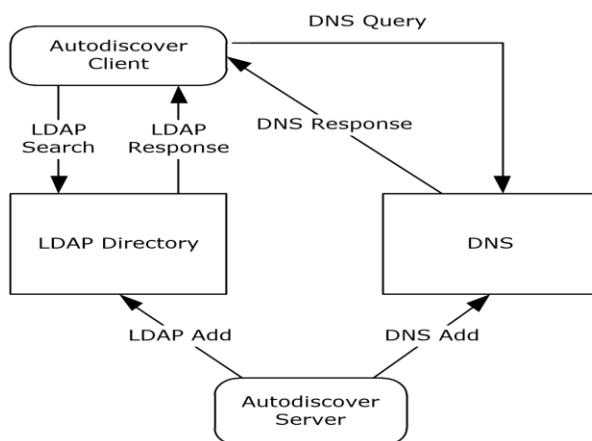 DNS Query
Autodiscover
Client
DNS Response
LDAP
Search
LDAP
Response
LDAP Directory
DNS
LDAP Add
DNS Add
Autodiscover
Server